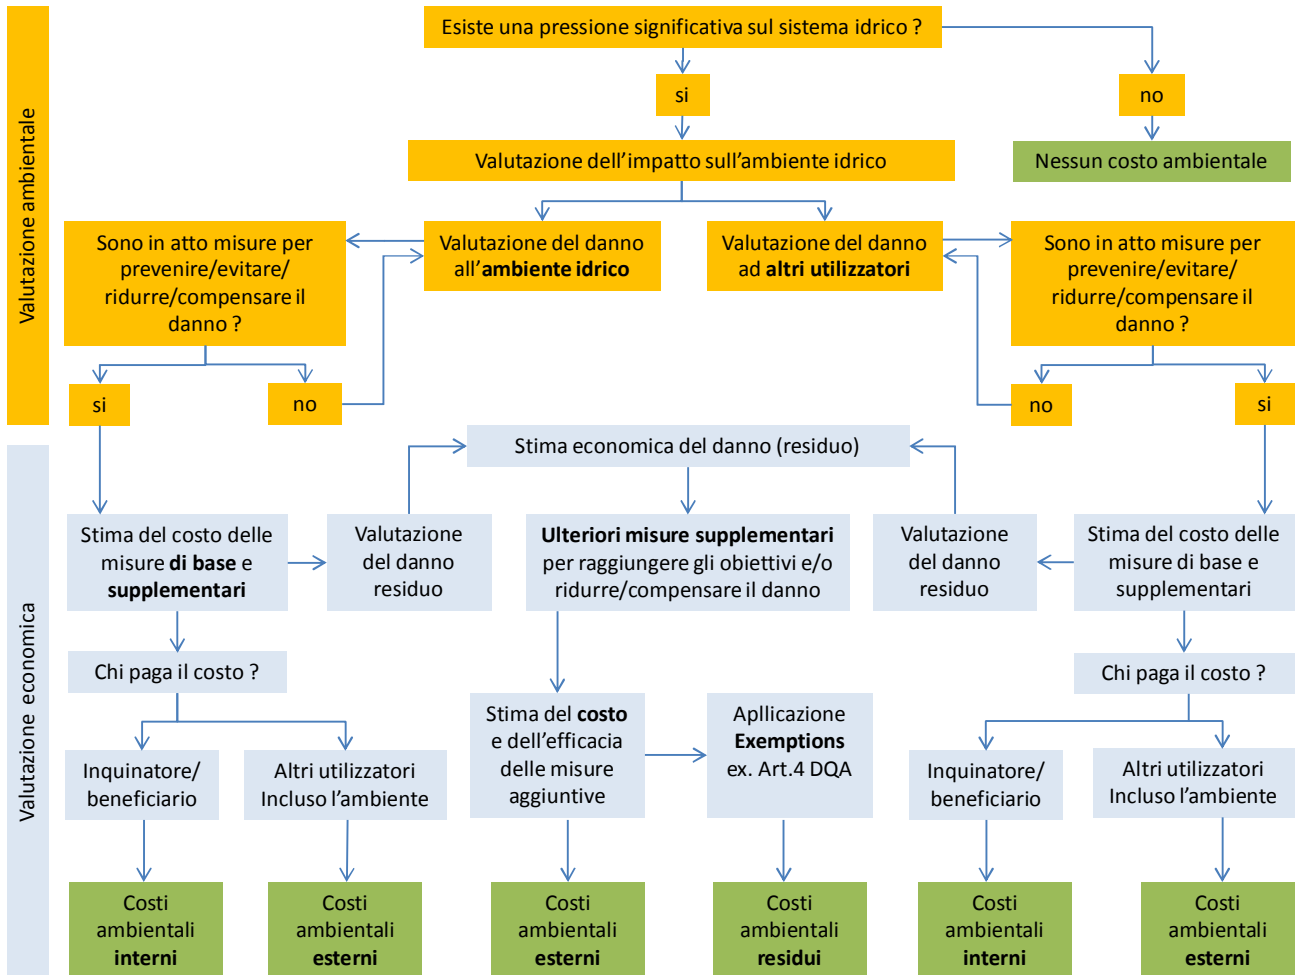 Valutazione ambientale
Esiste una pressione significativa sul sistema idrico ?
si
no
Valutazione dell'impatto sull'ambiente idrico
Nessun costo ambientale
Sono in atto misure per
prevenire/evitare/
ridurre/compensare il
danno ?
Valutazione del danno
all'ambiente idrico
Valutazione del danno
ad altri utilizzatori
Sono in atto misure per
prevenire/evitare/
ridurre/compensare il
danno ?
si
no
no
si
Valutazione economica
Stima economica del danno (residuo)
Stima del costo delle
misure di base e
supplementari
Valutazione
del danno
residuo
Ulteriori misure supplementari
per raggiungere gli obiettivi e/o
ridurre/compensare il danno
Valutazione
del danno
residuo
Stima del costo delle
misure di base e
supplementari
Chi paga il costo ?
Chi paga il costo ?
Inquinatore/
beneficiario
Altri utilizzatori
Incluso l'ambiente
Stima del costo
e dell'efficacia
delle misure
aggiuntive
Apllicazione
Exemptions
ex. Art.4 DQA
Inquinatore/
beneficiario
Altri utilizzatori
Incluso l'ambiente
Costi
ambientali
interni
Costi
ambientali
esterni
Costi
ambientali
esterni
Costi
ambientali
residui
Costi
ambientali
interni
Costi
ambientali
esterni